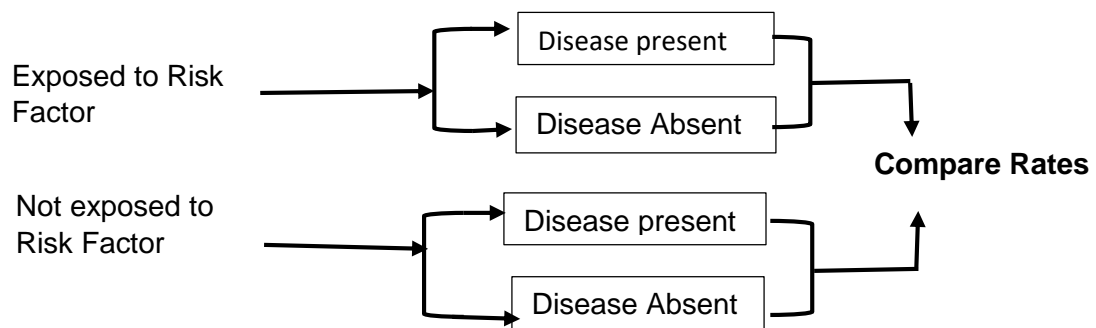 Disease present
Exposed to Risk
Factor
Disease Absent
Compare Rates
Not exposed to
Risk Factor
Disease present
Disease Absent